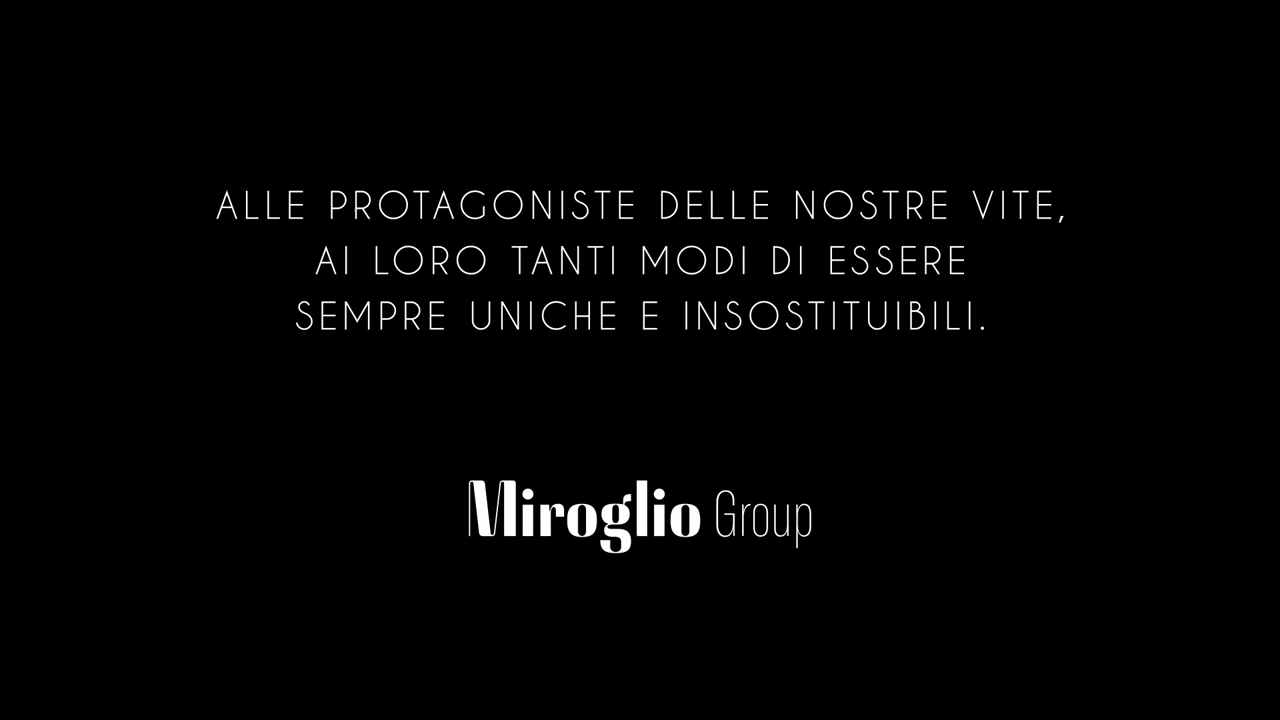 ALLE PROTAGONISTE DELLE NOSTRE VITE,
AI LORO TANTI MODI DI ESSERE
SEMPRE UNICHE E INSOSTITUIBILI.
Miroglio Group